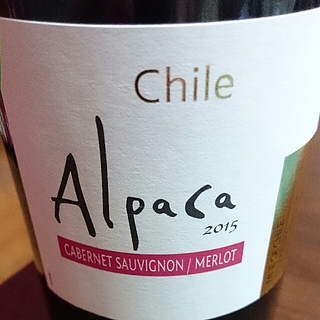 Chile
Alpaca
2015
CABERNET SAUVIGNON / MERLOT